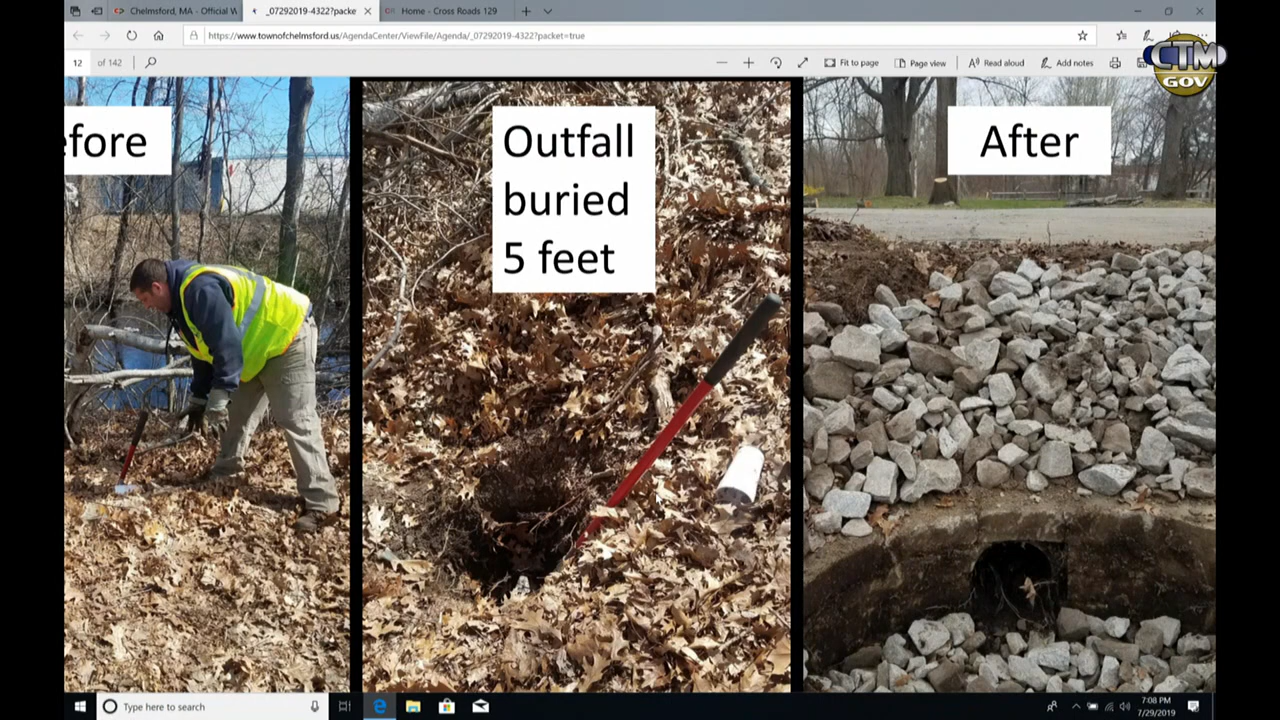 Chelmsford, MA - Official W
_07292019-4322?packe
Home - Cross Roads 129
https://www.townofchelmsford.us/AgendaCenter/ViewFile/Agenda/_07292019-4322?packet=true
12 of 142
Fit to page
Page view
Read aloud
Add notes
CTM
GOV
efore
Outfall
buried
5 feet
After
Type here to search
7:08 PM
7/29/2019